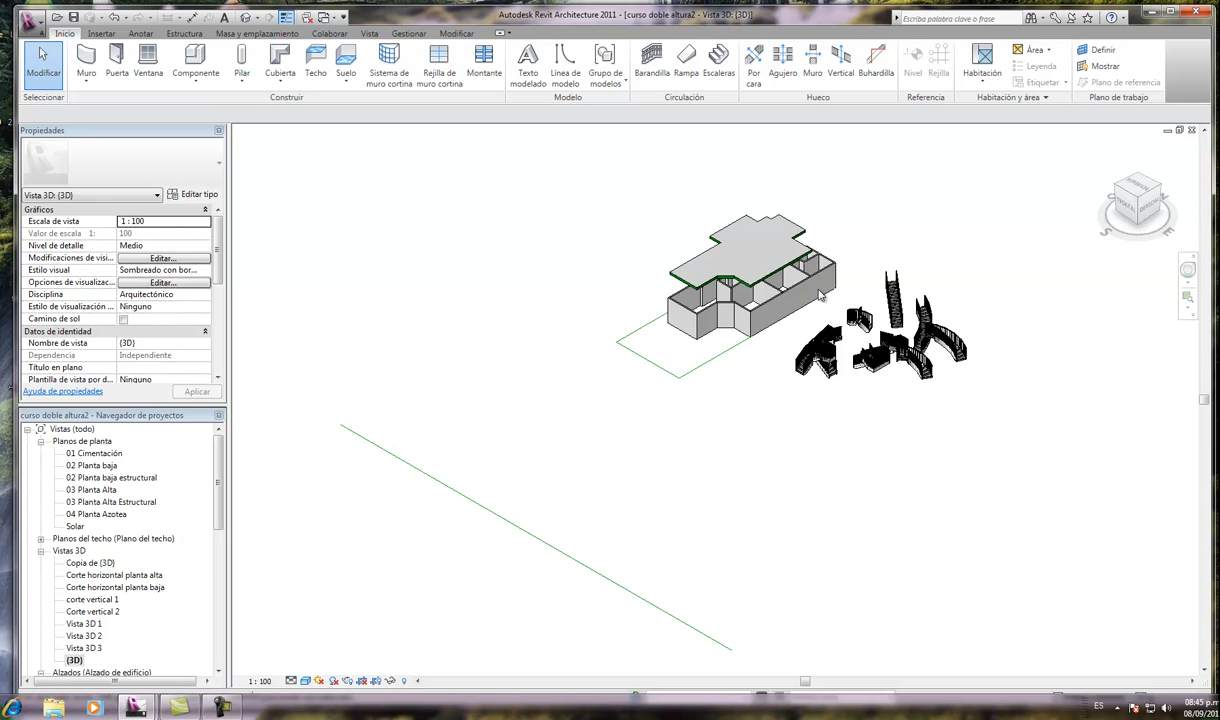 Autodesk Revit Architecture 2011 - [curso doble altura2 - Vista 3D: {3D}]
Escriba palabra clave o frase
Inicio Insertar Anotar Estructura Masa y emplazamiento Colaborar Vista Gestionar Modificar
Modificar
Muro Puerta Ventana Componente Pilar Cubierta Techo Suelo
Sistema de muro cortina
Rejilla de muro cortina
Montante
Texto modelado
Línea de modelo
Grupo de modelos
Barandilla Rampa Escaleras
Por cara
Agujero Muro Vertical Buhardilla
Nivel Rejilla
Habitación
Área
Leyenda
Etiquetar
Definir
Mostrar
Plano de referencia
Seleccionar Construir Modelo Circulación Hueco Referencia Habitación y área Plano de trabajo
Propiedades
Vista 3D: {3D} Editar tipo
Gráficos
Escala de vista 1 : 100
Valor de escala 1: 100
Nivel de detalle Medio
Modificaciones de visi... Editar...
Estilo visual Sombreado con bor...
Opciones de visualizac... Editar...
Disciplina Arquitectónico
Estilo de visualización ... Ninguno
Camino de sol
Datos de identidad
Nombre de vista {3D}
Dependencia Independiente
Título en plano
Plantilla de vista por d... Ninguno
Ayuda de propiedades Aplicar
curso doble altura2 - Navegador de proyectos
Vistas (todo)
Planos de planta
01 Cimentación
02 Planta baja
02 Planta baja estructural
03 Planta Alta
03 Planta Alta Estructural
04 Planta Azotea
Solar
Planos del techo (Plano del techo)
Vistas 3D
Copia de {3D}
Corte horizontal planta alta
Corte horizontal planta baja
corte vertical 1
Corte vertical 2
Vista 3D 1
Vista 3D 2
Vista 3D 3
{3D}
Alzados (Alzado de edificio)
1 : 100
ES
08:45 p.m.
08/09/201